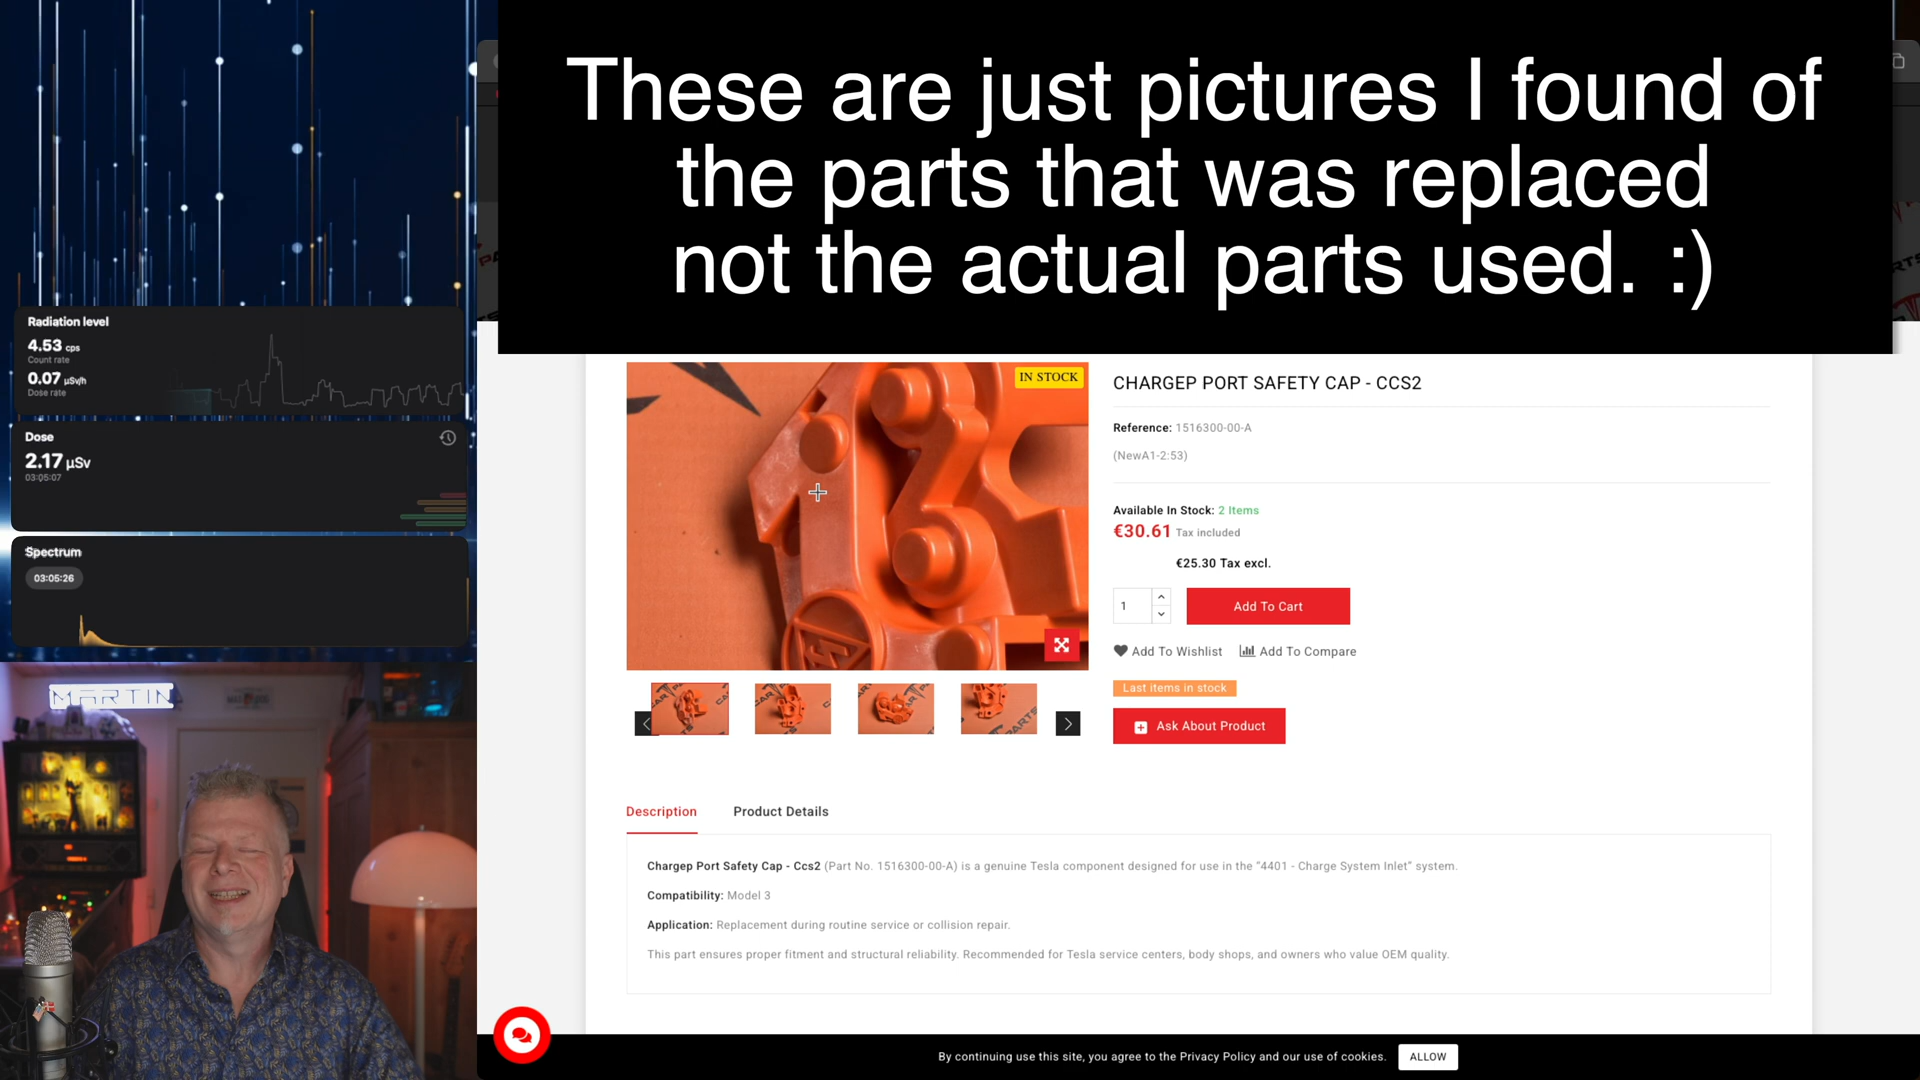 These are just pictures I found of
the parts that was replaced
not the actual parts used. :)
Radiation level
4.53 cps
Count rate
0.07 μSv/h
Dose rate
Dose
2.17 μSv
03:05:07
Spectrum
03:05:26
MARTIN
IN STOCK
CHARGEP PORT SAFETY CAP - CCS2
Reference: 1516300-00-A
(NewA1-2:53)
Available In Stock: 2 Items
€30.61 Tax included
€25.30 Tax excl.
1
Add To Cart
Add To Wishlist
Add To Compare
Last items in stock
Ask About Product
Description
Product Details
Chargep Port Safety Cap - Ccs2 (Part No. 1516300-00-A) is a genuine Tesla component designed for use in the "4401 - Charge System Inlet" system.
Compatibility: Model 3
Application: Replacement during routine service or collision repair.
This part ensures proper fitment and structural reliability. Recommended for Tesla service centers, body shops, and owners who value OEM quality.
By continuing use this site, you agree to the Privacy Policy and our use of cookies.
ALLOW